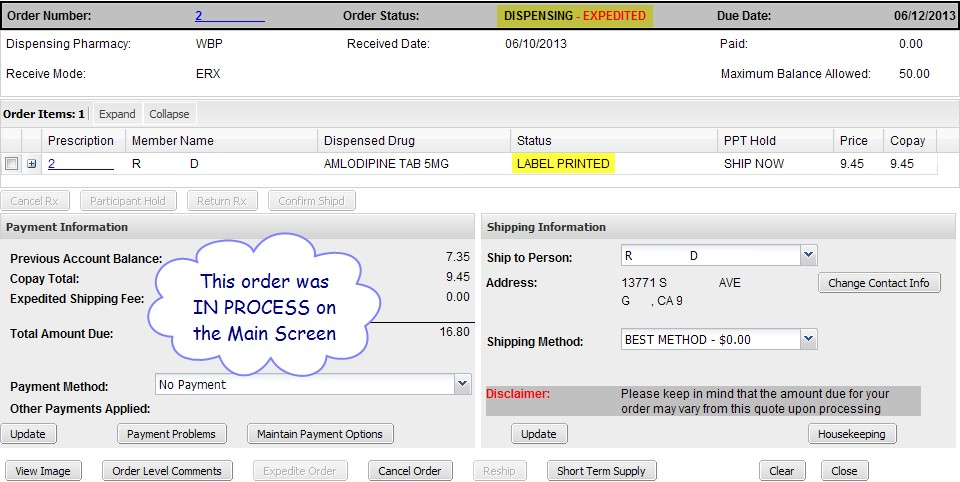 Order Number: 2 Order Status: DISPENSING - EXPEDITED Due Date: 06/12/2013
Dispensing Pharmacy: WBP Received Date: 06/10/2013 Paid: 0.00
Receive Mode: ERX Maximum Balance Allowed: 50.00
Order Items: 1 Expand Collapse
Prescription Member Name Dispensed Drug Status PPT Hold Price Copay
2 R D AMLODIPINE TAB 5MG LABEL PRINTED SHIP NOW 9.45 9.45
Cancel Rx Participant Hold Return Rx Confirm Shipd
Payment Information
Previous Account Balance: 7.35
Copay Total: 9.45
Expedited Shipping Fee: 0.00
Total Amount Due: 16.80
This order was
IN PROCESS on
the Main Screen
Payment Method: No Payment
Other Payments Applied:
Update Payment Problems Maintain Payment Options
Shipping Information
Ship to Person: R D
Address: 13771 S AVE Change Contact Info
G , CA 9
Shipping Method: BEST METHOD - $0.00
Disclaimer: Please keep in mind that the amount due for your
order may vary from this quote upon processing
Update Housekeeping
View Image Order Level Comments Expedite Order Cancel Order Reship Short Term Supply Clear Close